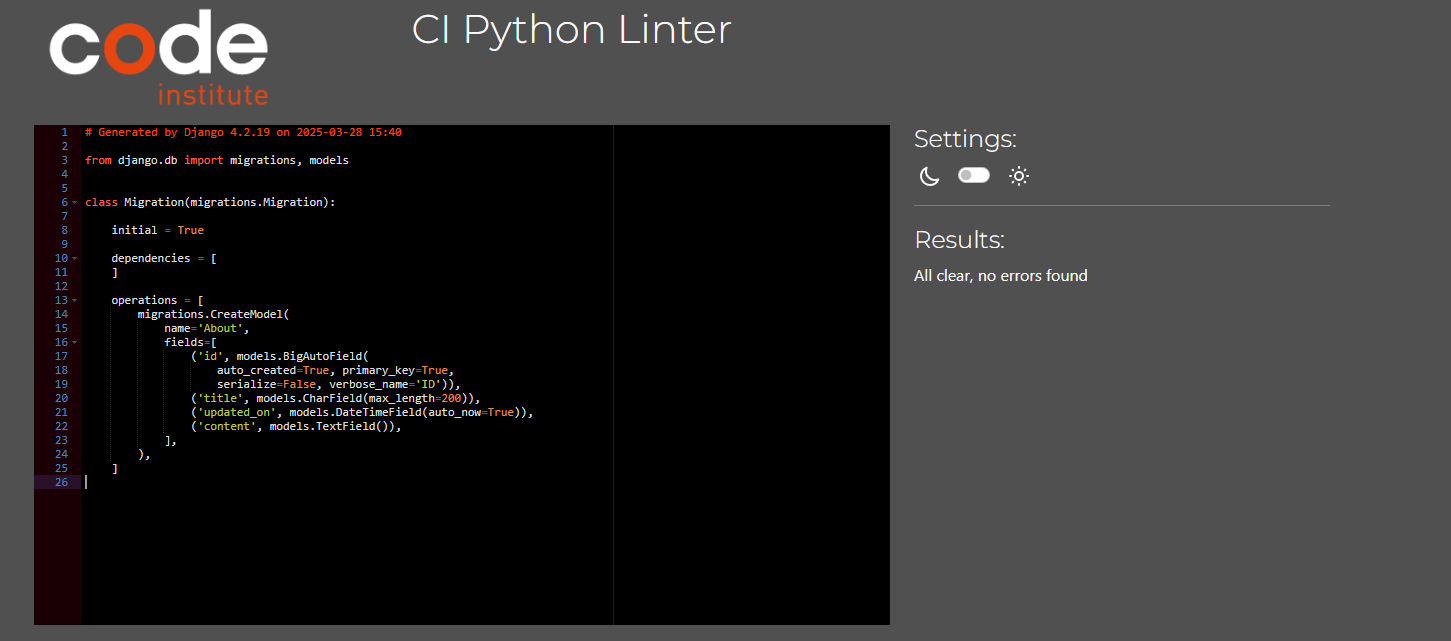 code
institute
CI Python Linter
1 # Generated by Django 4.2.19 on 2025-03-28 15:40
2
3 from django.db import migrations, models
4
5
6 class Migration(migrations.Migration):
7
8     initial = True
9
10     dependencies = [
11     ]
12
13     operations = [
14         migrations.CreateModel(
15             name='About',
16             fields=[
17                 ('id', models.BigAutoField(
18                     auto_created=True, primary_key=True,
19                     serialize=False, verbose_name='ID')),
20                 ('title', models.CharField(max_length=200)),
21                 ('updated_on', models.DateTimeField(auto_now=True)),
22                 ('content', models.TextField()),
23             ],
24         ),
25     ]
26
Settings:
Results:
All clear, no errors found